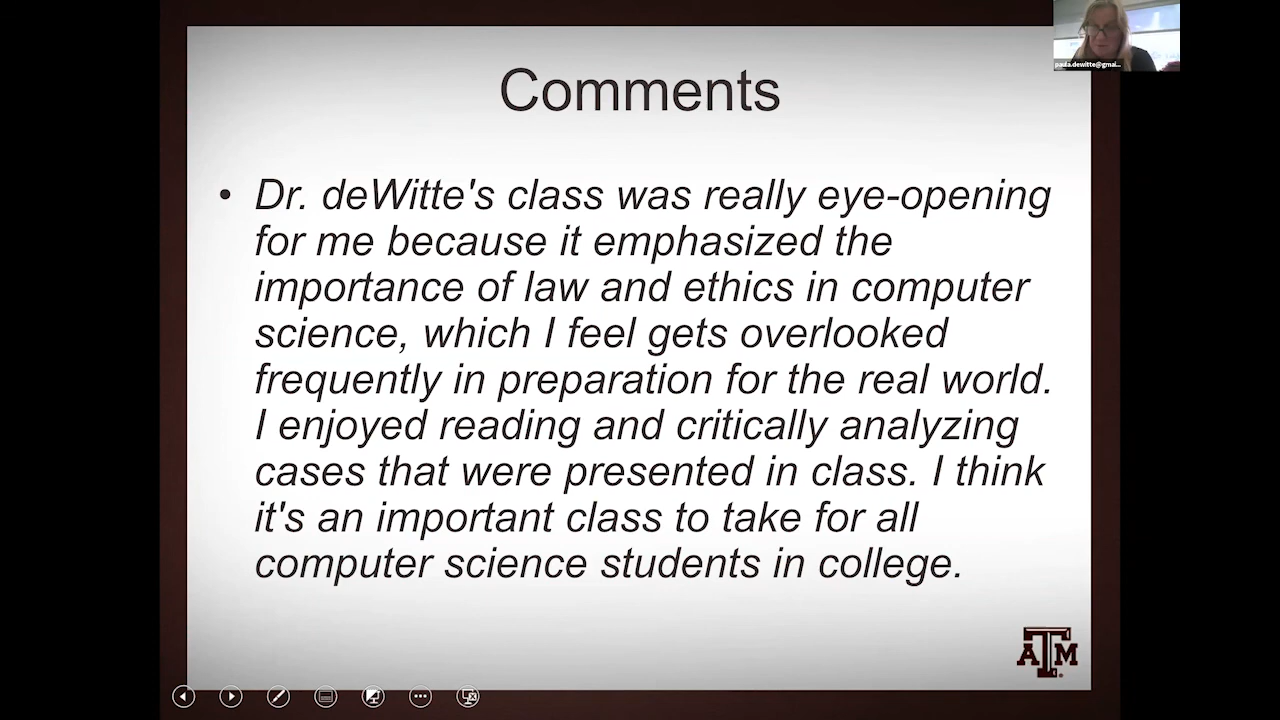 paula.dewitte@gmai...
Comments
• Dr. deWitte's class was really eye-opening
for me because it emphasized the
importance of law and ethics in computer
science, which I feel gets overlooked
frequently in preparation for the real world.
I enjoyed reading and critically analyzing
cases that were presented in class. I think
it's an important class to take for all
computer science students in college.
ATM